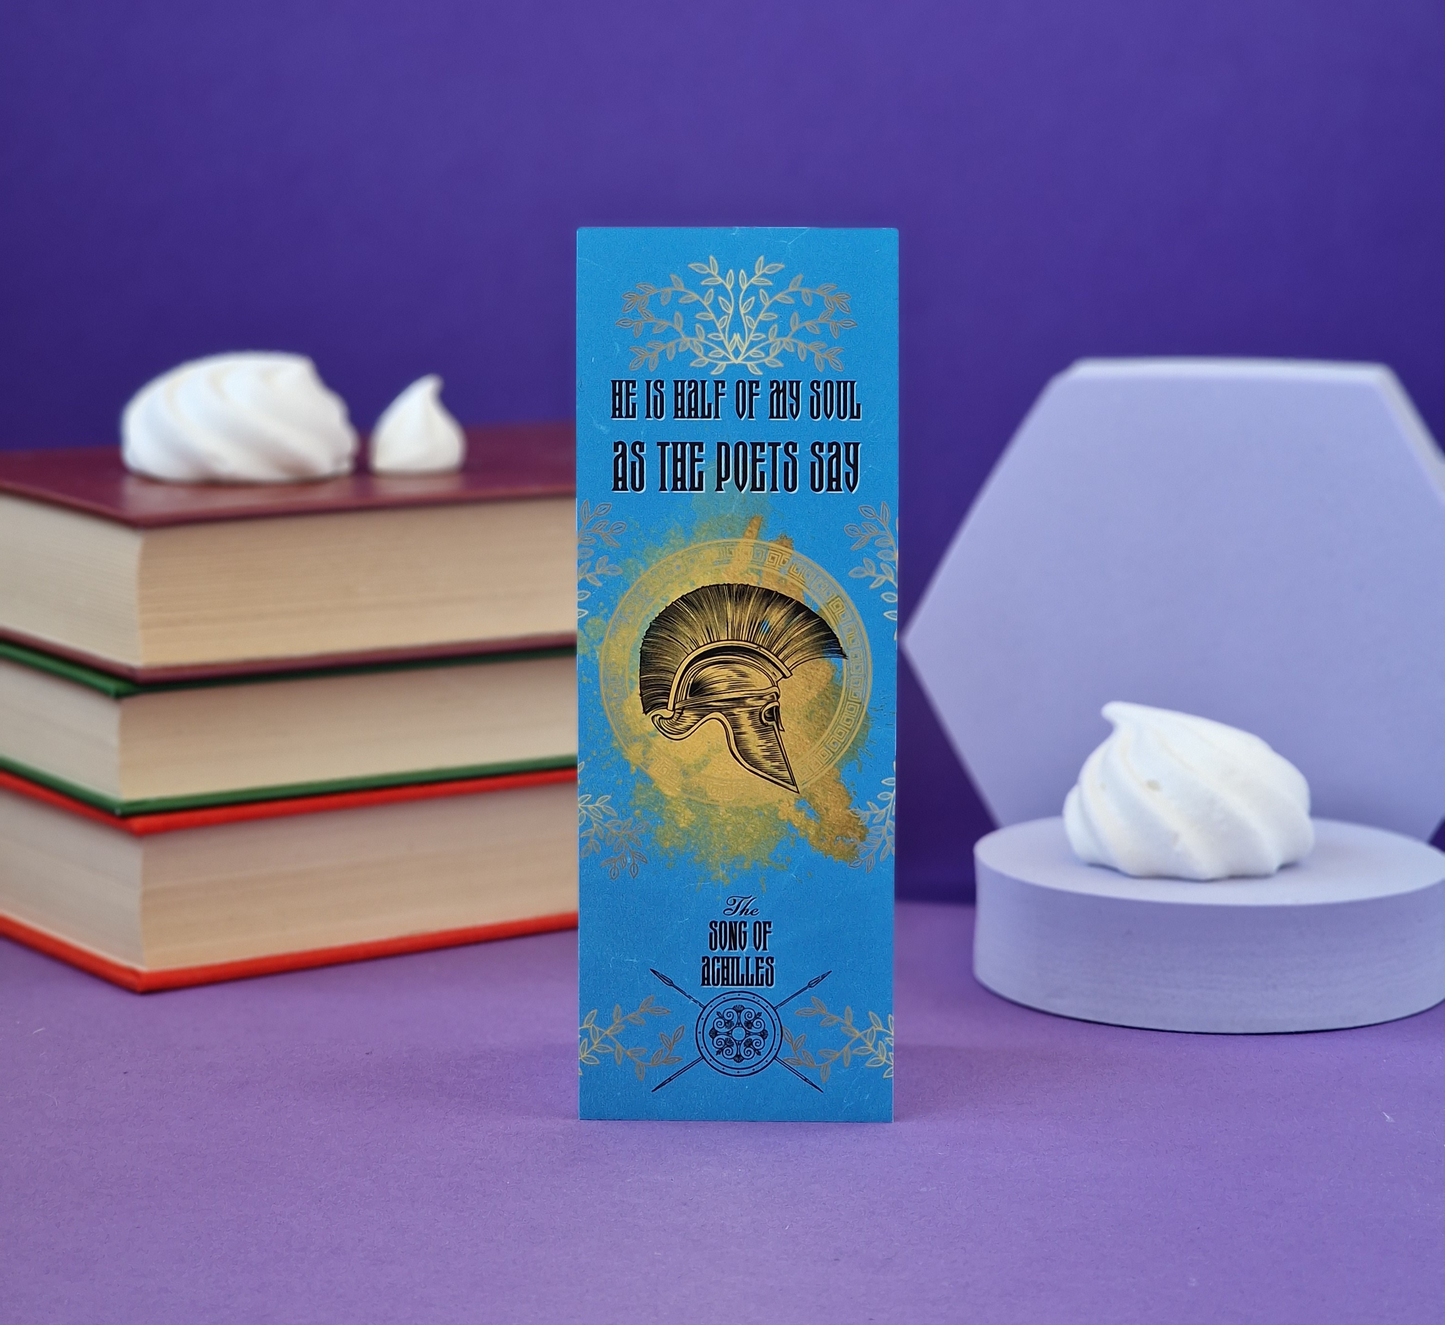 HE IS HALF OF MY SOUL
AS THE POETS SAY
The
SONG OF
ACHILLES